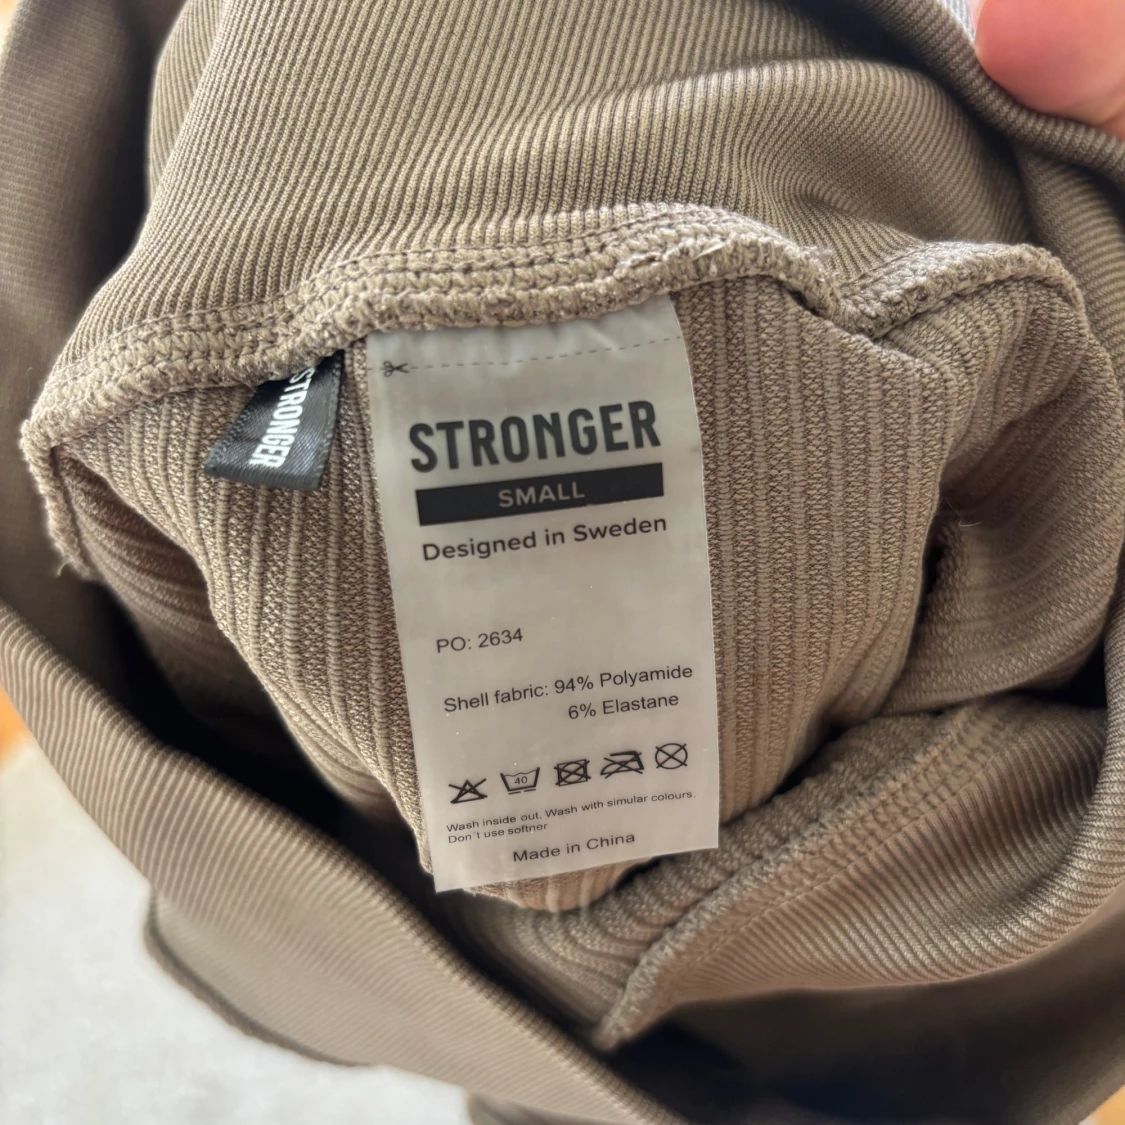 STRONGER
STRONGER
SMALL
Designed in Sweden
PO: 2634
Shell fabric: 94% Polyamide
6% Elastane
40
Wash inside out, Wash with simular colours.
Don't use softner
Made in China